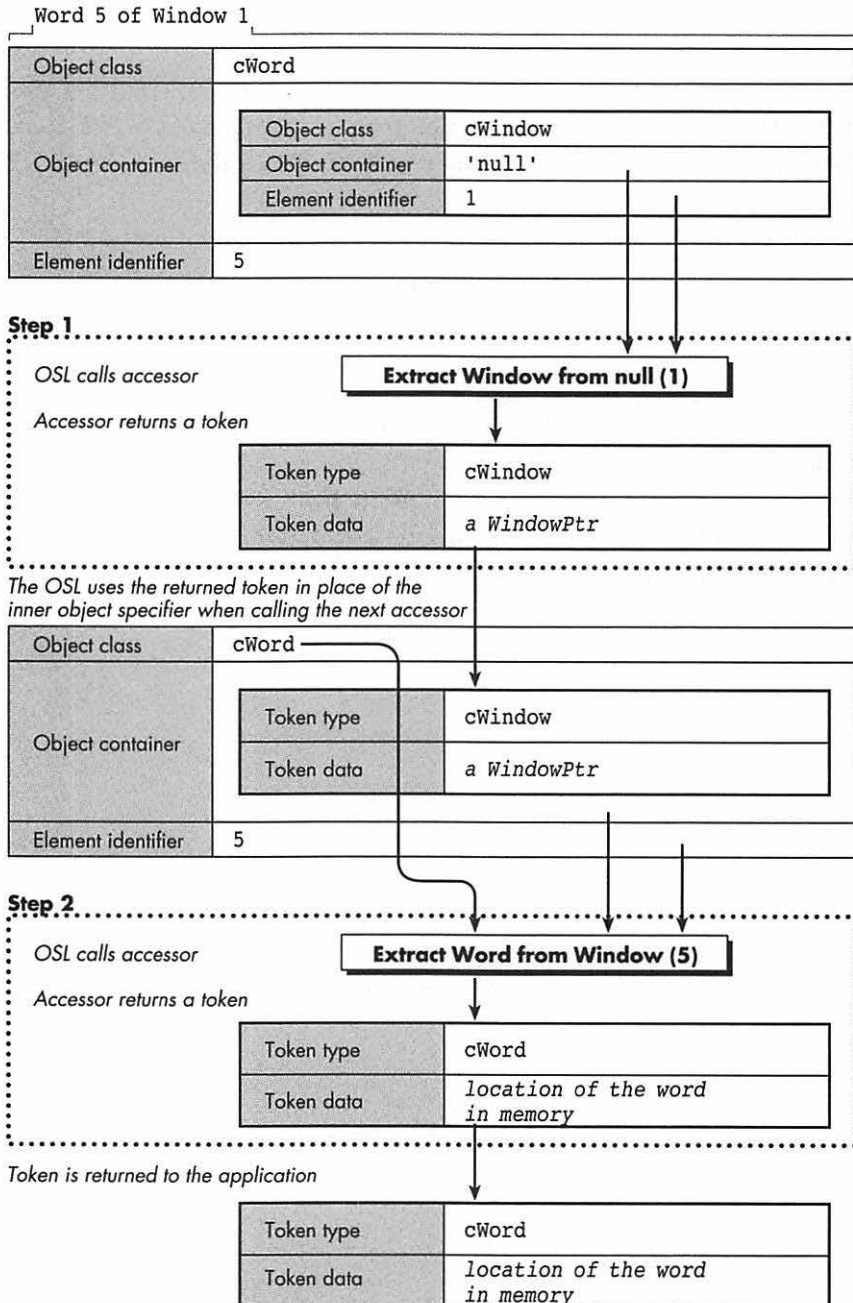 Word 5 of Window 1
Object class cWord
Object container
Object class cWindow
Object container 'null'
Element identifier 1
Element identifier 5
Step 1
OSL calls accessor
Extract Window from null (1)
Accessor returns a token
Token type cWindow
Token data a WindowPtr
The OSL uses the returned token in place of the
inner object specifier when calling the next accessor
Object class cWord
Object container
Token type cWindow
Token data a WindowPtr
Element identifier 5
Step 2
OSL calls accessor
Extract Word from Window (5)
Accessor returns a token
Token type cWord
Token data location of the word
in memory
Token is returned to the application
Token type cWord
Token data location of the word
in memory